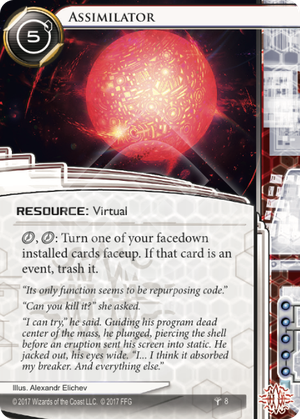 ASSIMILATOR
5
RESOURCE: Virtual
, : Turn one of your facedown
installed cards faceup. If that card is an
event, trash it.
“Its only function seems to be repurposing code.”
“Can you kill it?” she asked.
“I can try,” he said. Guiding his program dead
center of the mass, he plunged, piercing the shell
before an eruption sent his screen into static. He
jacked out, his eyes wide. “I... I think it absorbed
my breaker. And everything else.”
Illus. Alexandr Elichev
© 2017 Wizards of the Coast LLC. © 2017 FFG
8